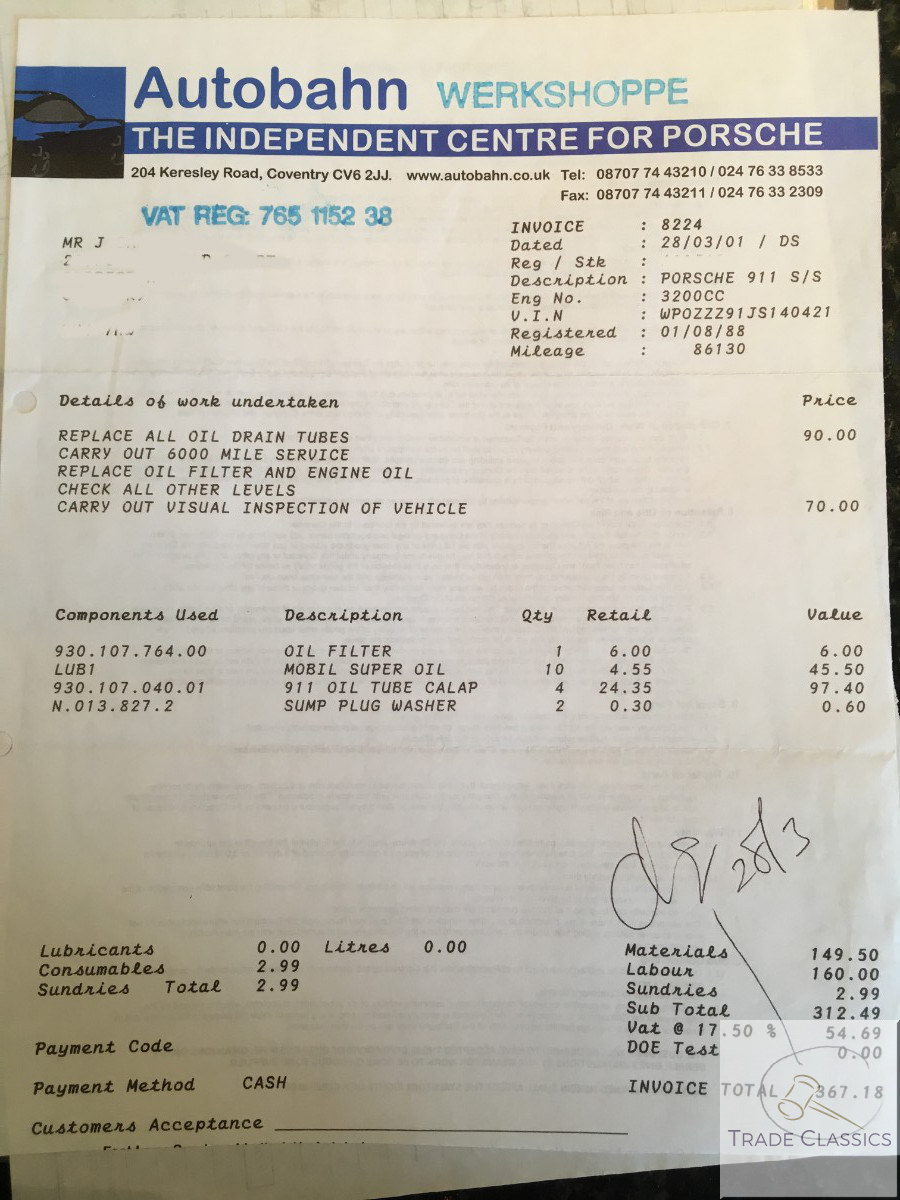 Autobahn WERKSHOPPE
THE INDEPENDENT CENTRE FOR PORSCHE
204 Keresley Road, Coventry CV6 2JJ. www.autobahn.co.uk Tel: 08707 74 43210 / 024 76 33 8533
Fax: 08707 74 43211 / 024 76 33 2309
VAT REG: 765 1152 38
MR J
INVOICE : 8224
Dated : 28/03/01 / DS
Reg / Stk :
Description : PORSCHE 911 S/S
Eng No. : 3200CC
V.I.N : WPOZZZ91JS140421
Registered : 01/08/88
Mileage : 86130
Details of work undertaken Price
REPLACE ALL OIL DRAIN TUBES 90.00
CARRY OUT 6000 MILE SERVICE
REPLACE OIL FILTER AND ENGINE OIL
CHECK ALL OTHER LEVELS
CARRY OUT VISUAL INSPECTION OF VEHICLE 70.00
Components Used Description Qty Retail Value
930.107.764.00 OIL FILTER 1 6.00 6.00
LUB1 MOBIL SUPER OIL 10 4.55 45.50
930.107.040.01 911 OIL TUBE CALAP 4 24.35 97.40
N.013.827.2 SUMP PLUG WASHER 2 0.30 0.60
28/3
Lubricants 0.00 Litres 0.00
Consumables 2.99
Sundries Total 2.99
Materials 149.50
Labour 160.00
Sundries 2.99
Sub Total 312.49
Vat @ 17.50 % 54.69
DOE Test 0.00
Payment Code
Payment Method CASH
INVOICE TOTAL 367.18
Customers Acceptance
TRADE CLASSICS